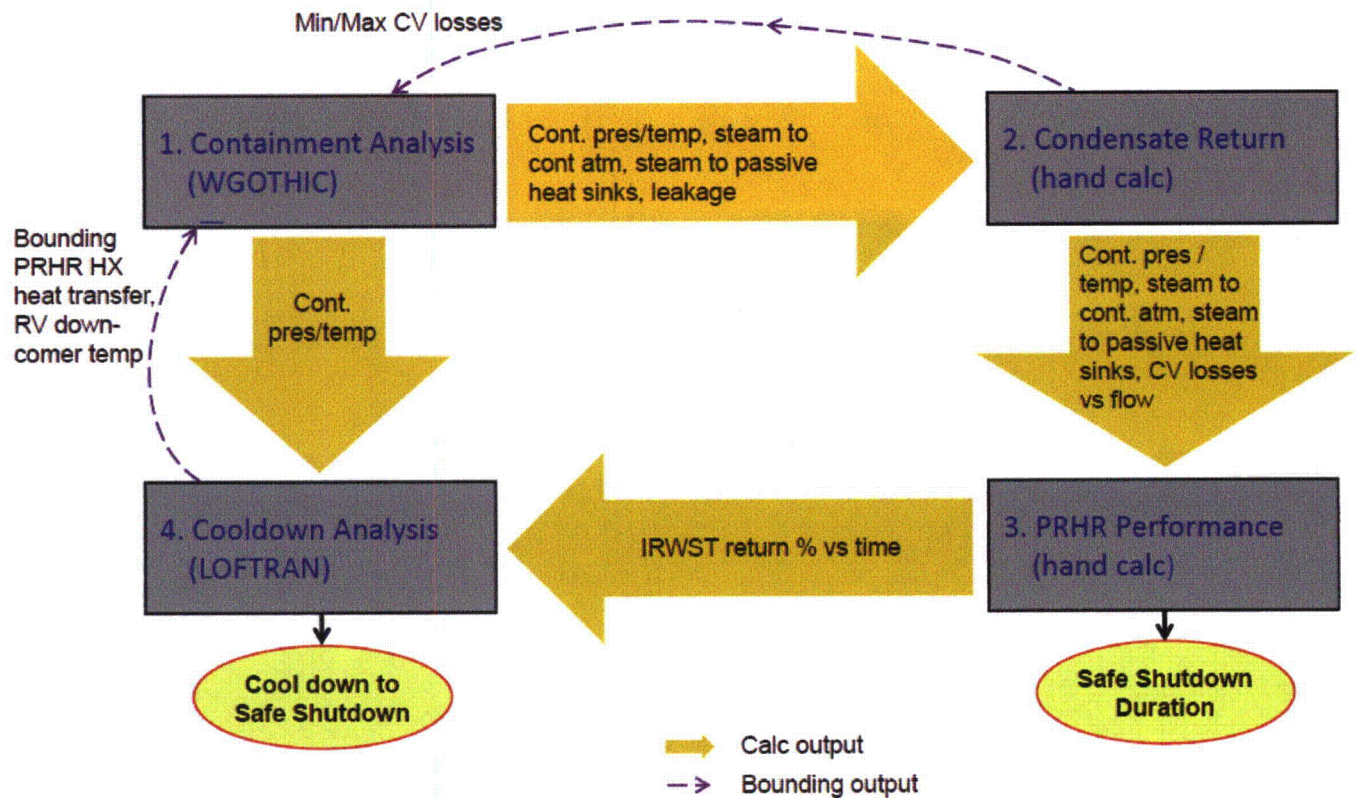 Min/Max CV losses
1. Containment Analysis
(WGOTHIC)
Cont. pres/temp, steam to
cont atm, steam to passive
heat sinks, leakage
2. Condensate Return
(hand calc)
Bounding
PRHR HX
heat transfer,
RV down-
comer temp
Cont.
pres/temp
Cont. pres /
temp, steam to
cont. atm, steam
to passive heat
sinks, CV losses
vs flow
4. Cooldown Analysis
(LOFTRAN)
IRWST return % vs time
3. PRHR Performance
(hand calc)
Cool down to
Safe Shutdown
Safe Shutdown
Duration
Calc output
Bounding output